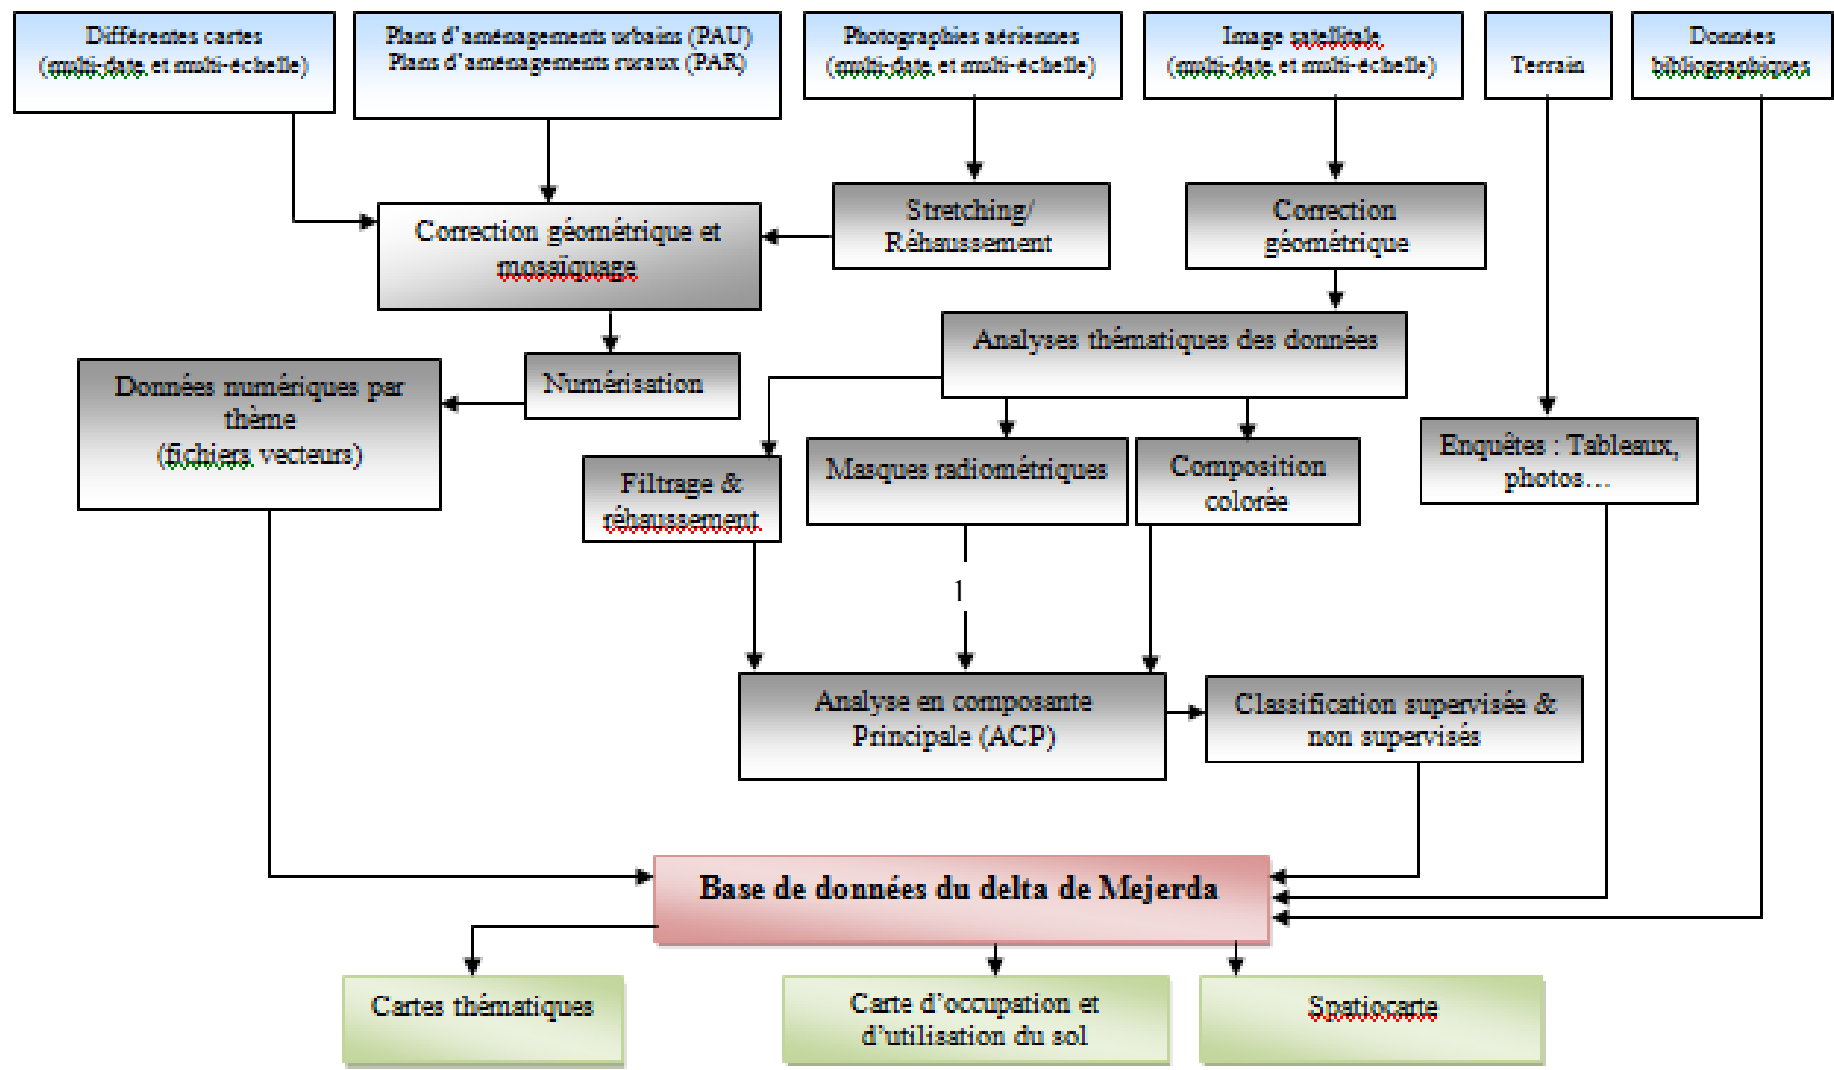 Différentes cartes
(multi-date et multi-échelle)
Plans d'aménagements urbains (PAU)
Plans d'aménagements ruraux (PAR)
Photographies aériennes
(multi-date et multi-échelle)
Image satellitale
(multi-date et multi-échelle)
Terrain
Données
bibliographiques
Correction géométrique et
mosaïquage
Stretching/
Réhaussement
Correction
géométrique
Analyses thématiques des données
Numérisation
Données numériques par
thème
(fichiers vecteurs)
Filtrage &
réhaussement
Masques radiométriques
Composition
colorée
Enquêtes : Tableaux,
photos…
1
Analyse en composante
Principale (ACP)
Classification supervisée &
non supervisés
Base de données du delta de Mejerda
Cartes thématiques
Carte d'occupation et
d'utilisation du sol
Spatiocarte